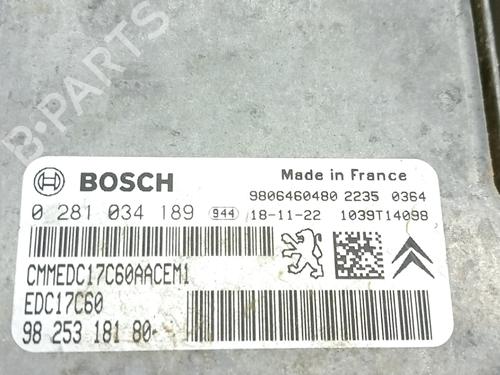 B-PARTS
BOSCH
Made in France
9806460480 2235 0364
0 281 034 189 944 18-11-22 1039T14098
CMMEDC17C60AACEM1
EDC17C60
98 253 181 80